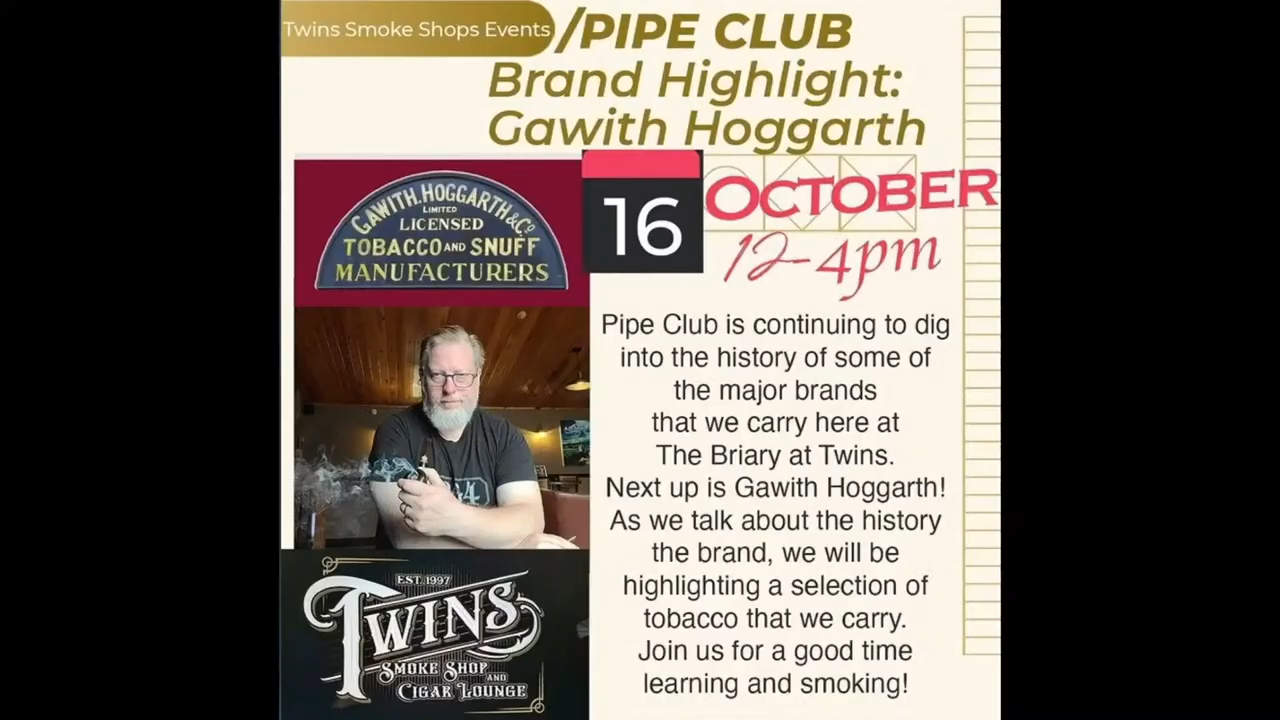 Twins Smoke Shops Events
/PIPE CLUB
Brand Highlight:
Gawith Hoggarth
GAWITH. HOGGARTH & Co
LIMITED
LICENSED
TOBACCO AND SNUFF
MANUFACTURERS
16
OCTOBER
12-4pm
Pipe Club is continuing to dig
into the history of some of
the major brands
that we carry here at
The Briary at Twins.
Next up is Gawith Hoggarth!
As we talk about the history
the brand, we will be
highlighting a selection of
tobacco that we carry.
Join us for a good time
learning and smoking!
EST. 1997
TWINS
SMOKE SHOP
AND
CIGAR LOUNGE